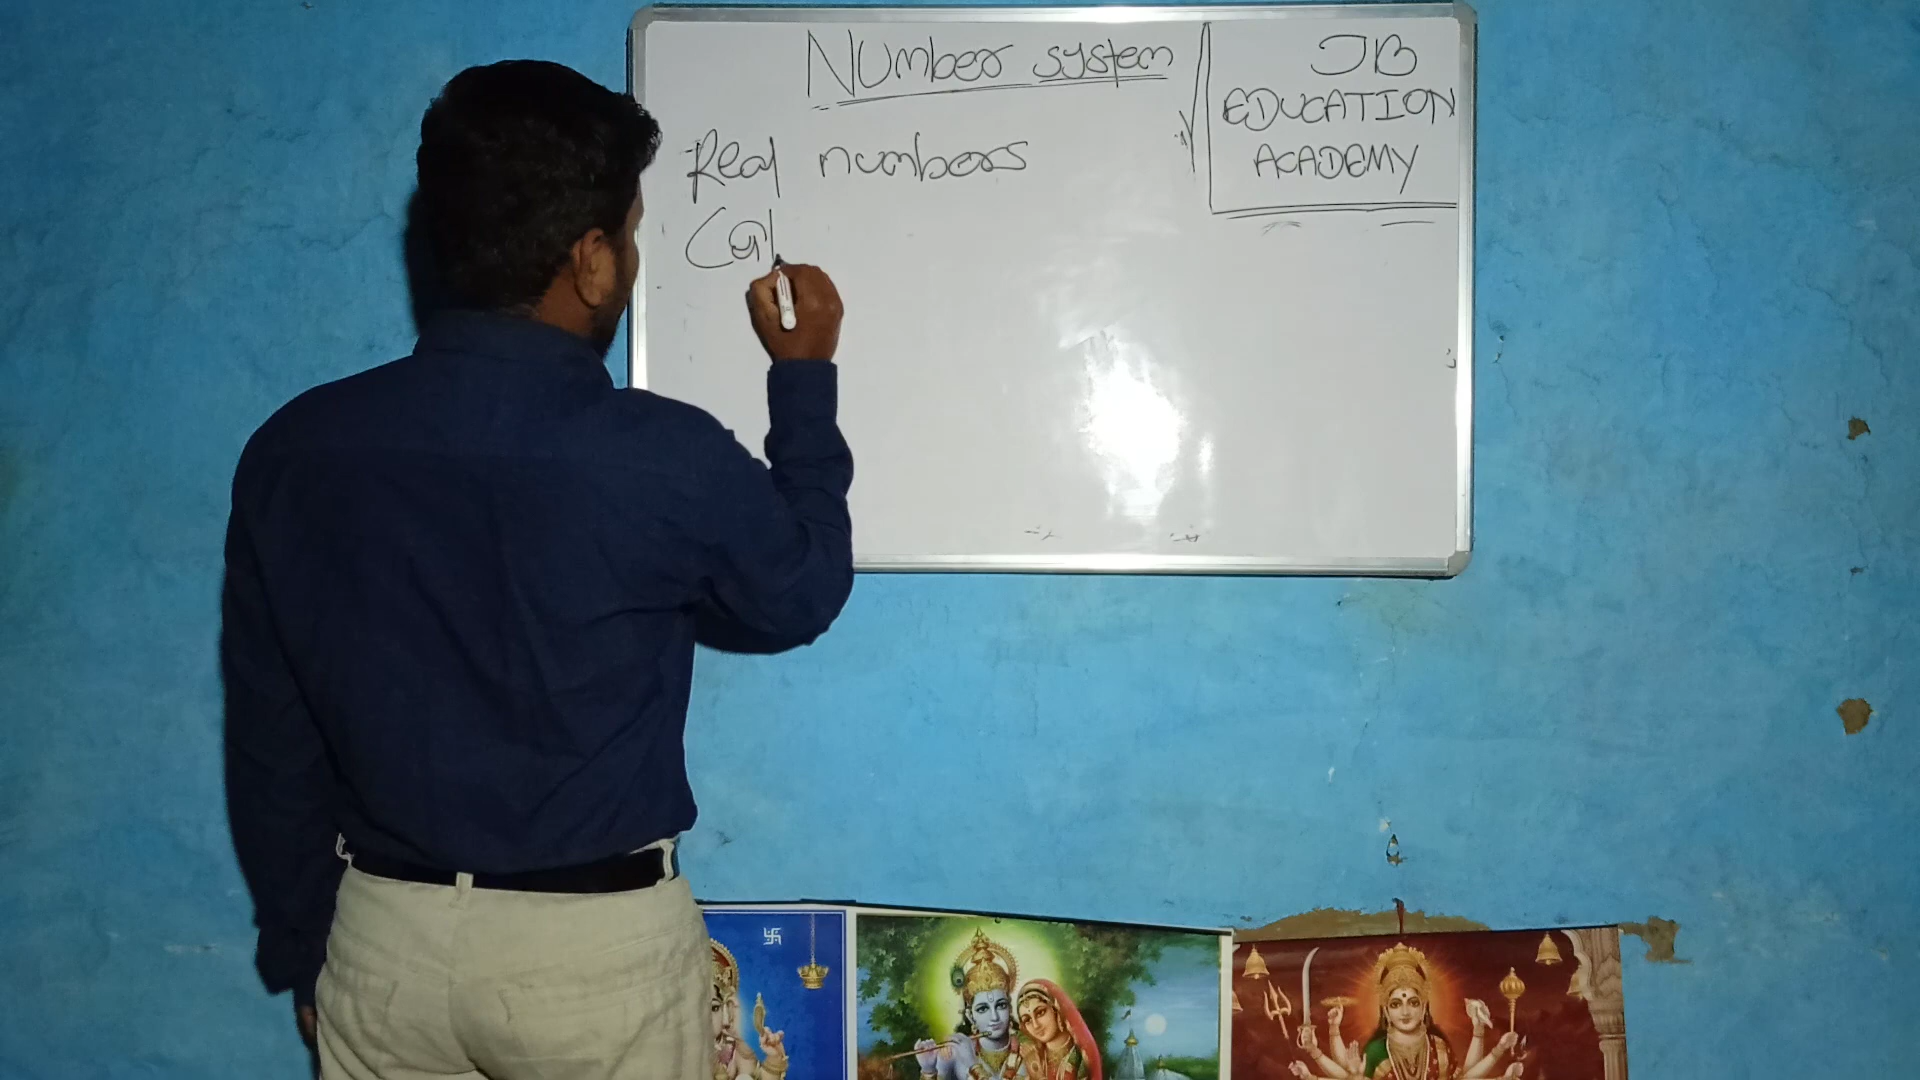 Number system
JB
EDUCATION
ACADEMY
Real numbers
(वा